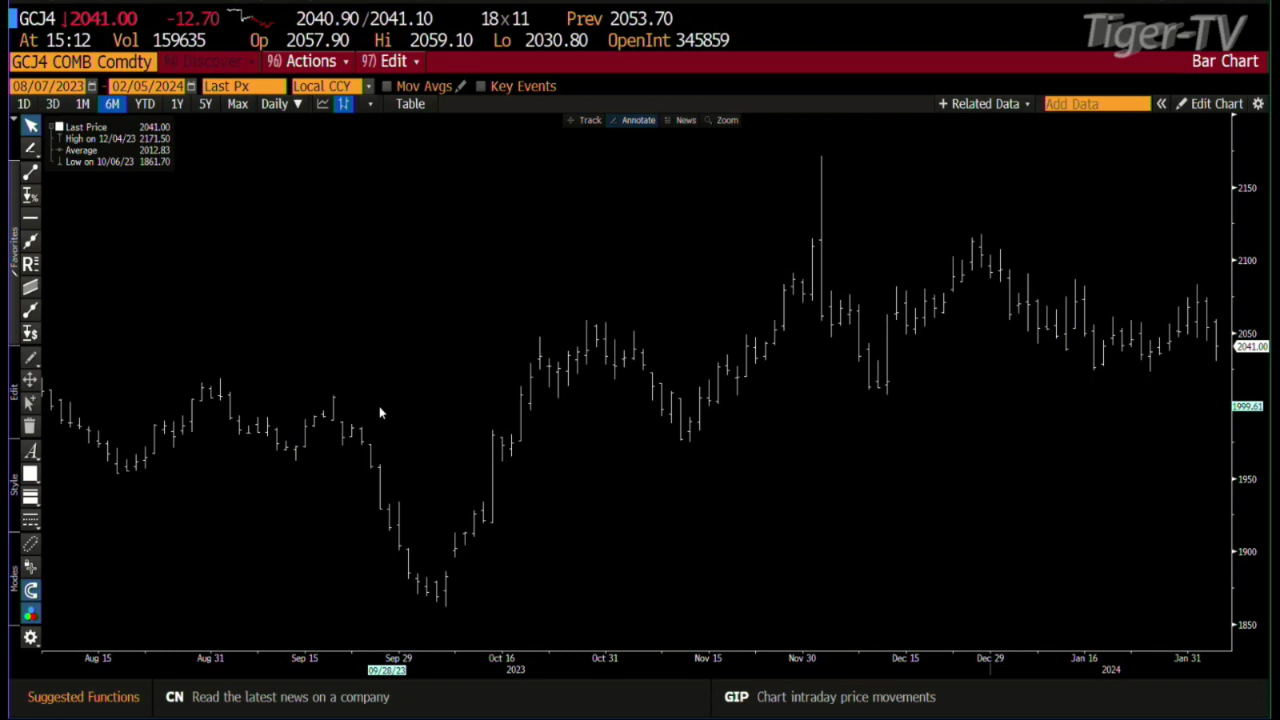 GCJ4 ↓2041.00 -12.70 2040.90/2041.10 18×11 Prev 2053.70
At 15:12 Vol 159635 Op 2057.90 Hi 2059.10 Lo 2030.80 OpenInt 345859
Tiger-TV
GCJ4 COMB Comdty 96) Actions 97) Edit Bar Chart
08/07/2023 - 02/05/2024 Last Px Local CCY Mov Avgs Key Events
1D 3D 1M 6M YTD 1Y 5Y Max Daily ▼ Table + Related Data Add Data « Edit Chart
Track Annotate News Zoom
Last Price 2041.00
High on 12/04/23 2171.50
Average 2012.83
Low on 10/06/23 1861.70
Favorites
Edit
Style
Modes
2150
2100
2050
2041.00
1999.61
1950
1900
1850
Aug 15 Aug 31 Sep 15 Sep 29 Oct 16 Oct 31 Nov 15 Nov 30 Dec 15 Dec 29 Jan 16 Jan 31
09/28/23 2023 2024
Suggested Functions CN Read the latest news on a company GIP Chart intraday price movements